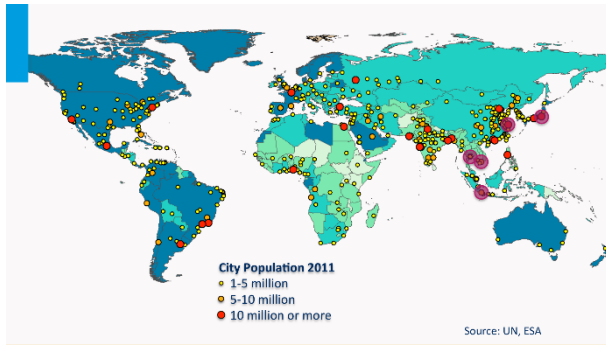 City Population 2011
1-5 million
5-10 million
10 million or more
Source: UN, ESA